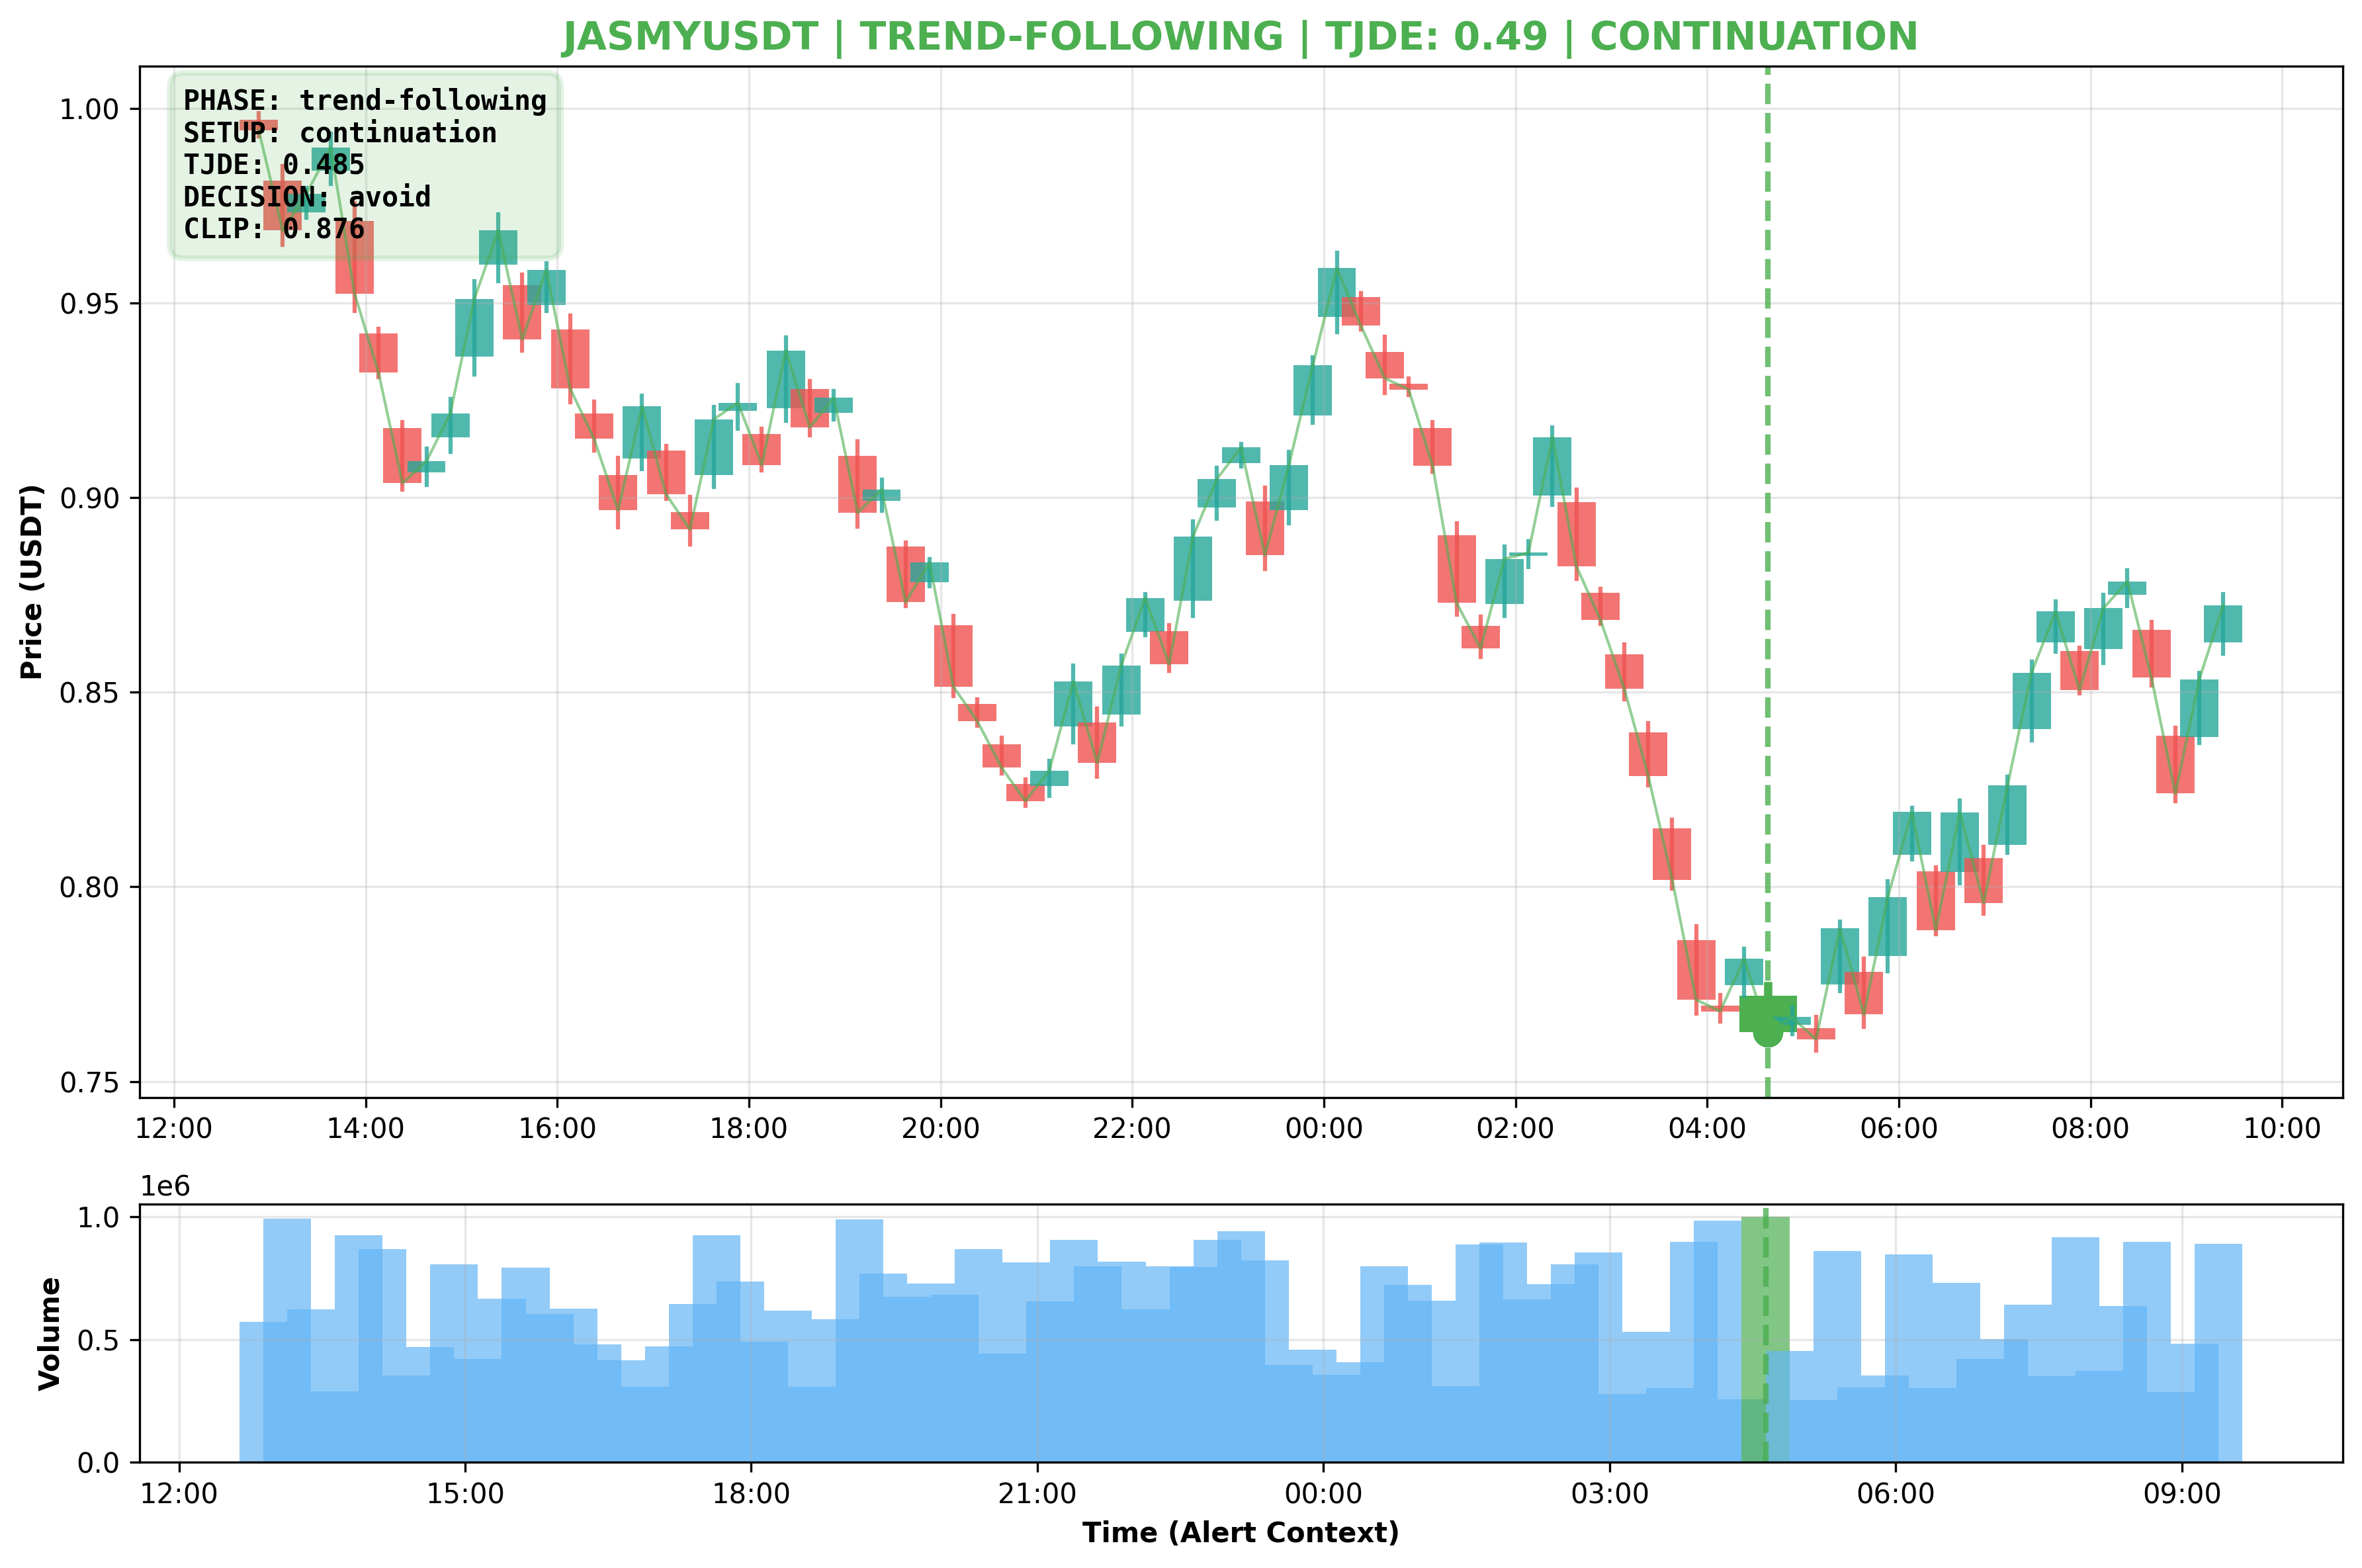 JASMYUSDT | TREND-FOLLOWING | TJDE: 0.49 | CONTINUATION
PHASE: trend-following
SETUP: continuation
TJDE: 0.485
DECISION: avoid
CLIP: 0.876
Price (USDT)
1.00
0.95
0.90
0.85
0.80
0.75
12:00 14:00 16:00 18:00 20:00 22:00 00:00 02:00 04:00 06:00 08:00 10:00
1e6
Volume
1.0
0.5
0.0
12:00 15:00 18:00 21:00 00:00 03:00 06:00 09:00
Time (Alert Context)